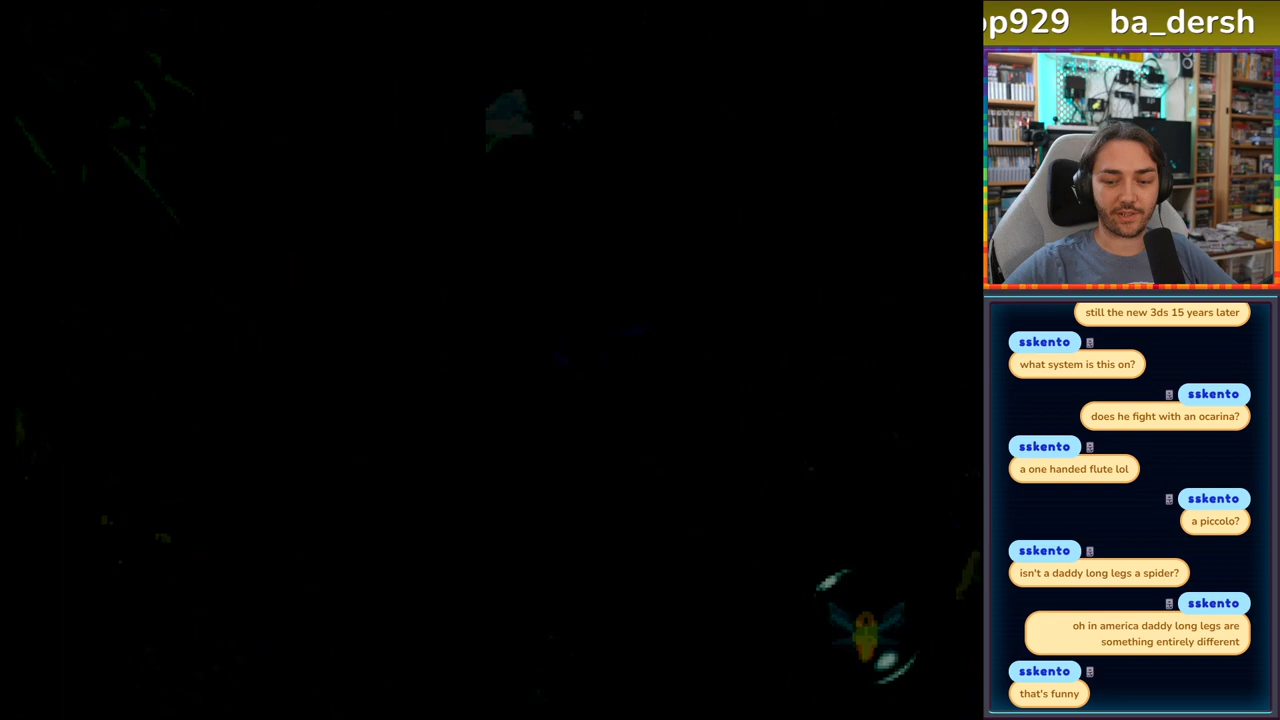 op929 ba_dersh
still the new 3ds 15 years later
sskento
what system is this on?
sskento
does he fight with an ocarina?
sskento
a one handed flute lol
sskento
a piccolo?
sskento
isn't a daddy long legs a spider?
sskento
oh in america daddy long legs are
something entirely different
sskento
that's funny